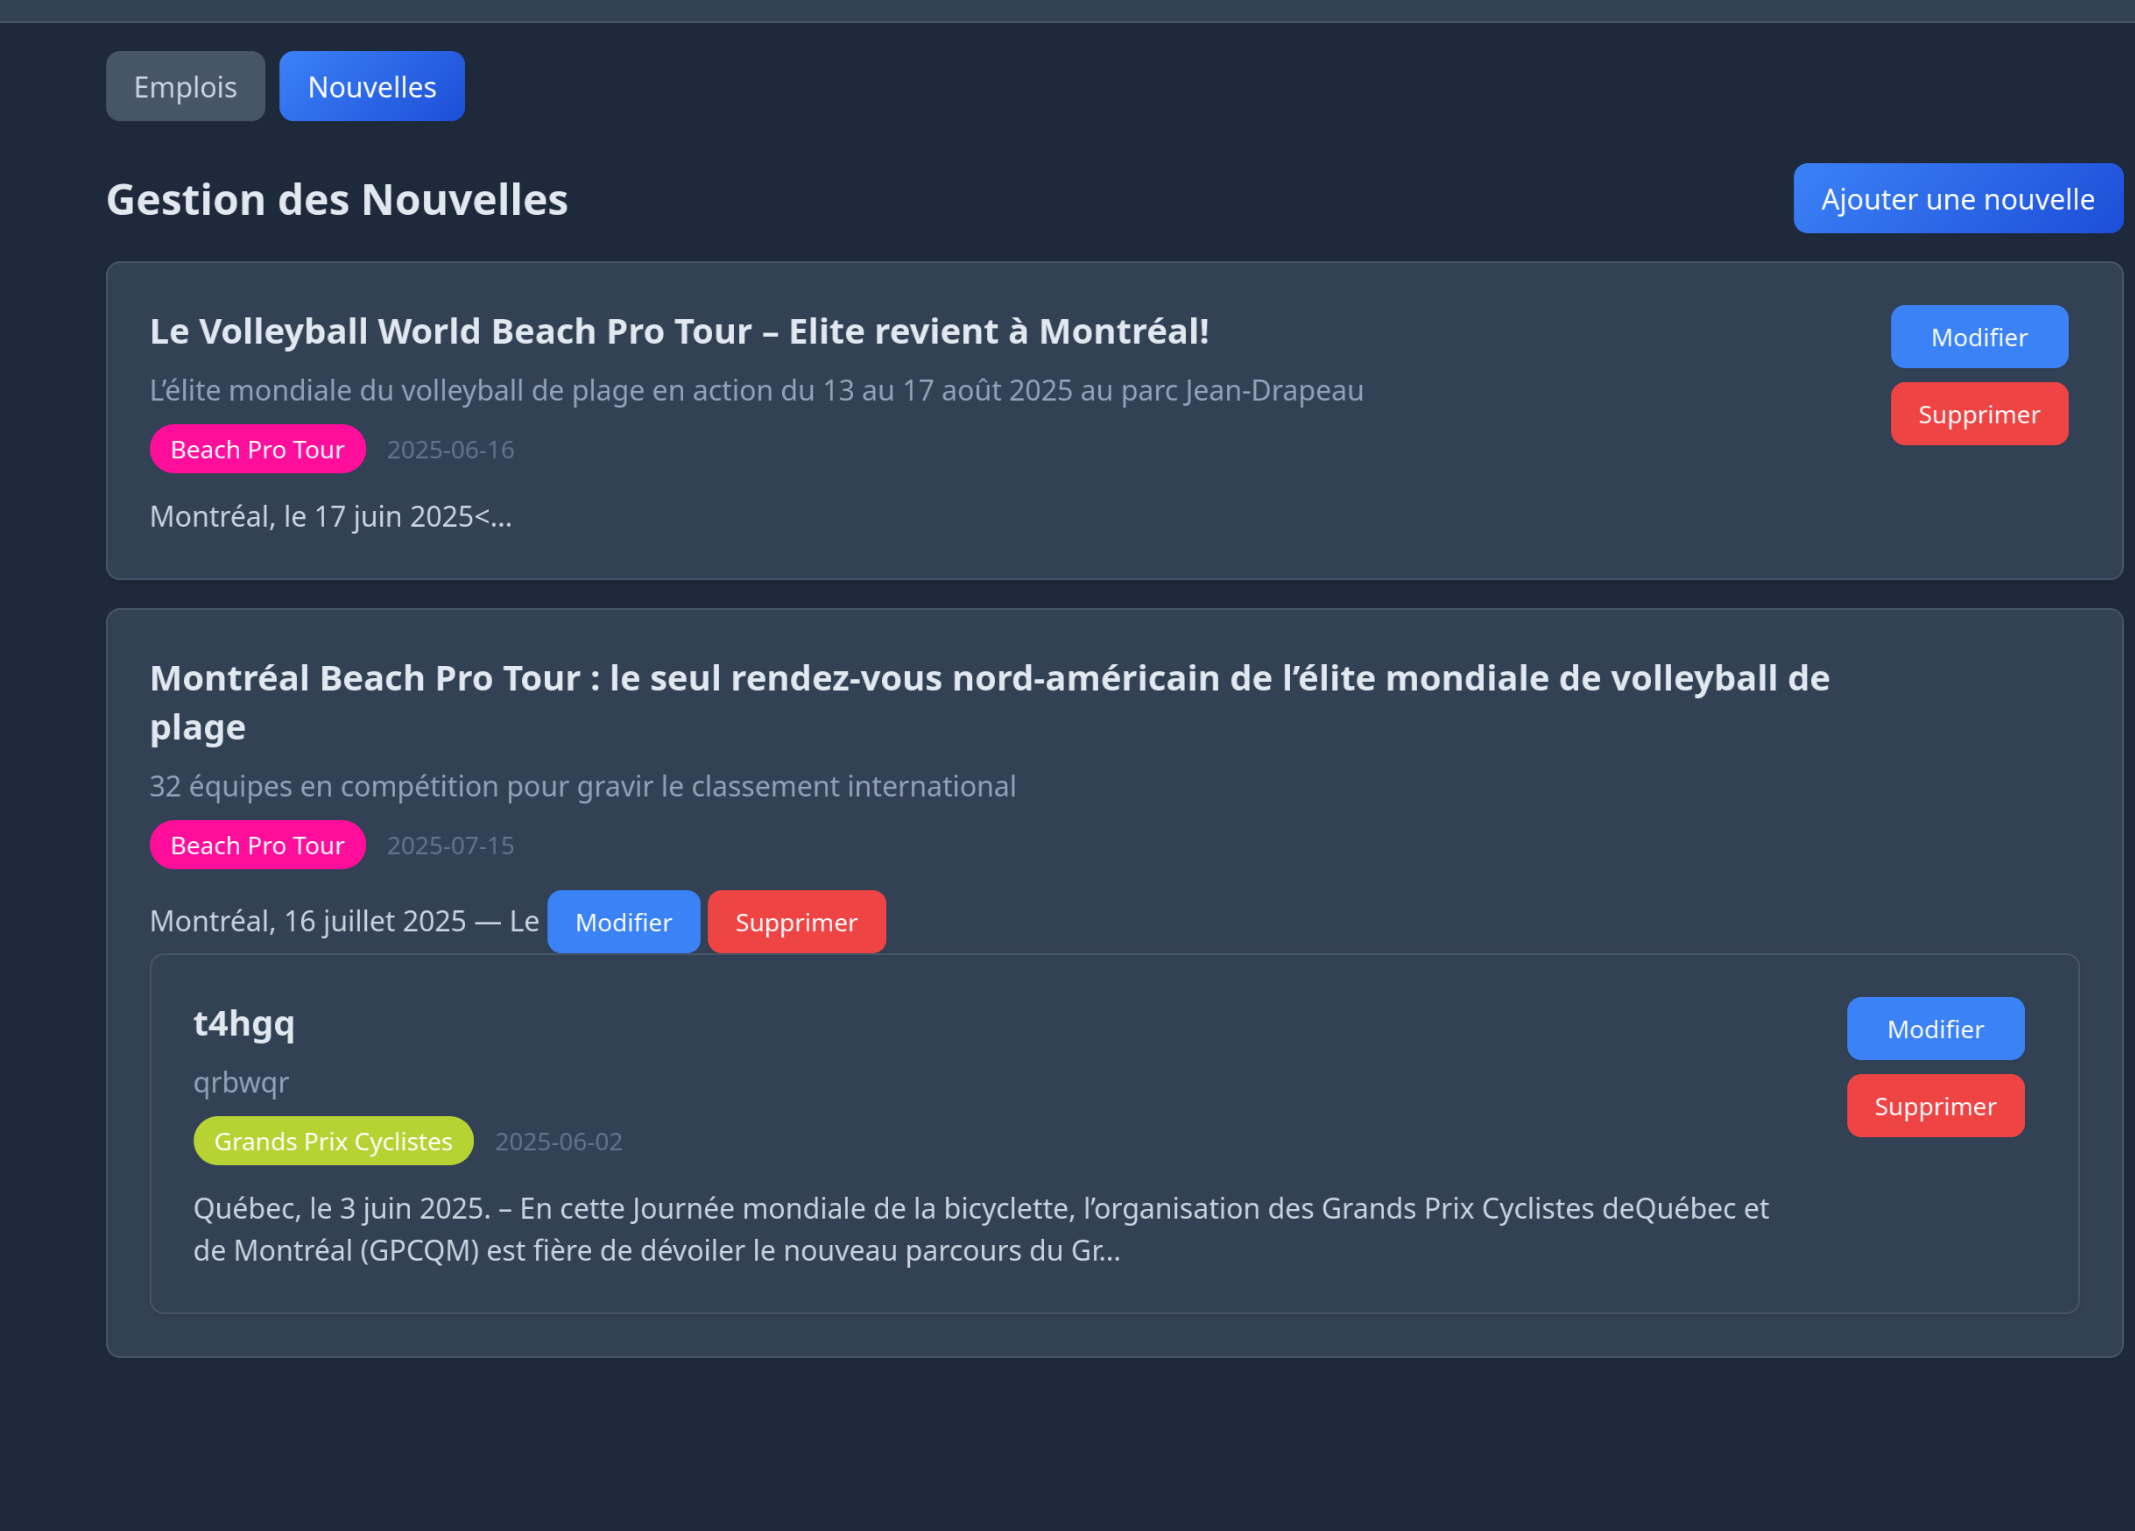 Emplois
Nouvelles
Gestion des Nouvelles
Ajouter une nouvelle
Le Volleyball World Beach Pro Tour – Elite revient à Montréal!
L’élite mondiale du volleyball de plage en action du 13 au 17 août 2025 au parc Jean-Drapeau
Beach Pro Tour
2025-06-16
Montréal, le 17 juin 2025<...
Modifier
Supprimer
Montréal Beach Pro Tour : le seul rendez-vous nord-américain de l’élite mondiale de volleyball de
plage
32 équipes en compétition pour gravir le classement international
Beach Pro Tour
2025-07-15
Montréal, 16 juillet 2025 — Le
Modifier
Supprimer
t4hgq
qrbwqr
Grands Prix Cyclistes
2025-06-02
Québec, le 3 juin 2025. – En cette Journée mondiale de la bicyclette, l’organisation des Grands Prix Cyclistes deQuébec et
de Montréal (GPCQM) est fière de dévoiler le nouveau parcours du Gr...
Modifier
Supprimer